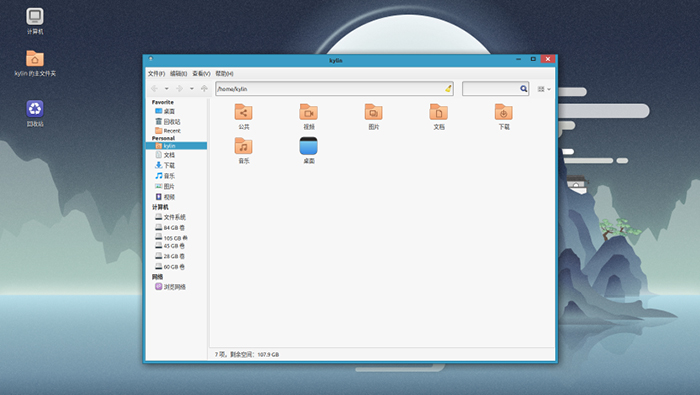 计算机
kylin 的主文件夹
回收站
kylin
文件(F) 编辑(E) 查看(V) 帮助(H)
/home/kylin
Favorite
桌面
回收站
Recent
Personal
kylin
文档
下载
音乐
图片
视频
计算机
文件系统
84 GB 卷
105 GB 卷
45 GB 卷
28 GB 卷
60 GB 卷
网络
浏览网络
公共 视频 图片 文档 下载
音乐 桌面
7 项，剩余空间：107.9 GB